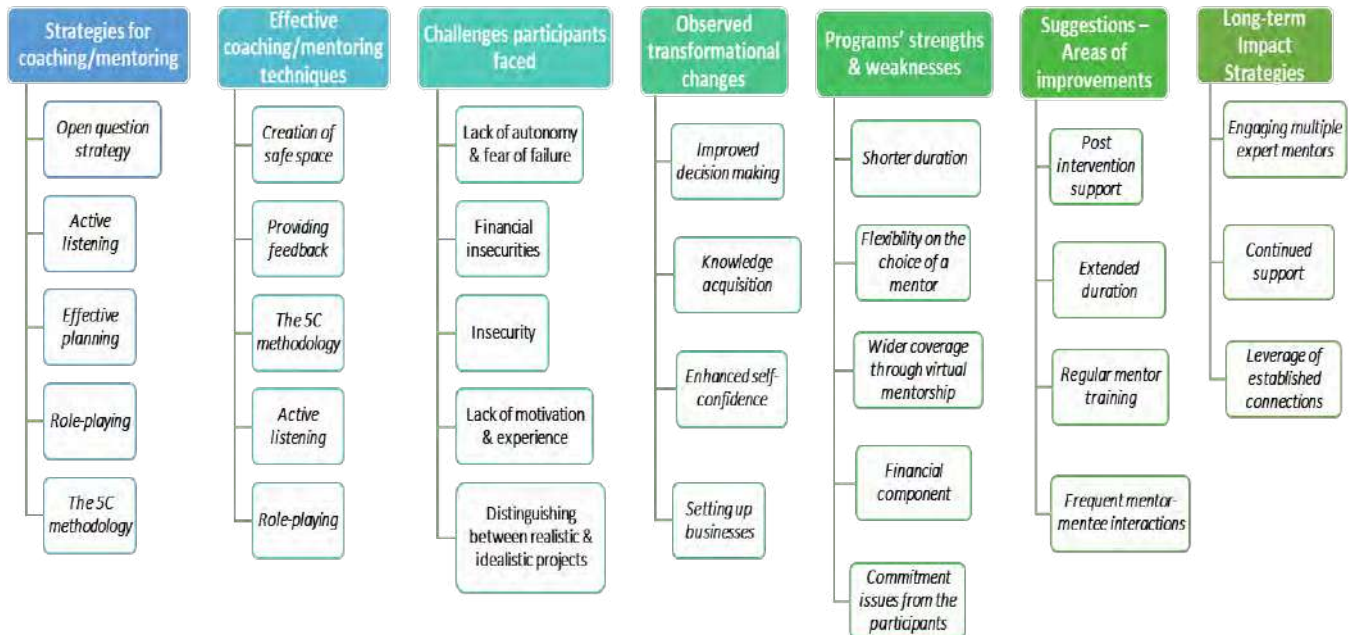 Strategies for
coaching/mentoring
Open question
strategy
Active
listening
Effective
planning
Role-playing
The 5C
methodology
Effective
coaching/mentoring
techniques
Creation of
safe space
Providing
feedback
The 5C
methodology
Active
listening
Role-playing
Challenges participants
faced
Lack of autonomy
& fear of failure
Financial
insecurities
Insecurity
Lack of motivation
& experience
Distinguishing
between realistic &
idealistic projects
Observed
transformational
changes
Improved
decision making
Knowledge
acquisition
Enhanced self-
confidence
Setting up
businesses
Programs' strengths
& weaknesses
Shorter duration
Flexibility on the
choice of a
mentor
Wider coverage
through virtual
mentorship
Financial
component
Commitment
issues from the
participants
Suggestions –
Areas of
improvements
Post
intervention
support
Extended
duration
Regular mentor
training
Frequent mentor-
mentee interactions
Long-term
Impact
Strategies
Engaging multiple
expert mentors
Continued
support
Leverage of
established
connections